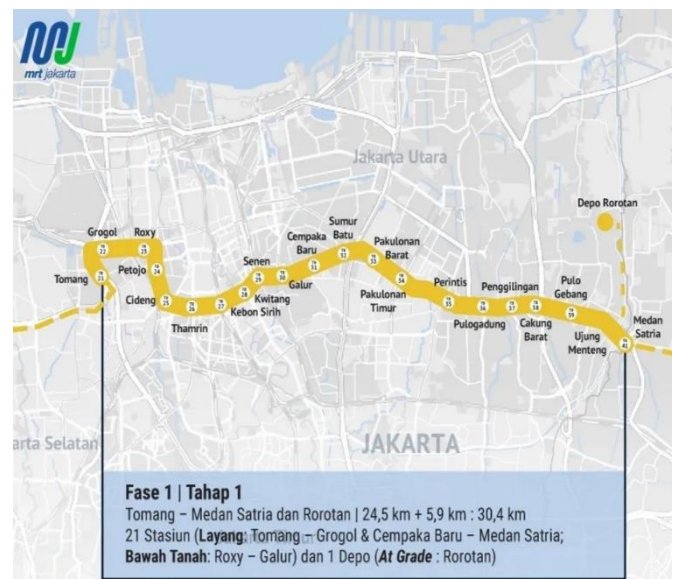 mrt jakarta
Jakarta Utara
Depo Rorotan
Sumur
Batu
Grogol
Roxy
Cempaka
Baru
Pakulonan
Barat
Senen
Tomang
Petojo
Galur
Perintis
Penggilingan
Pulo
Gebang
Cideng
Kwitang
Kebon Sirih
Pakulonan
Timur
Thamrin
Pulogadung
Cakung
Barat
Ujung
Menteng
Medan
Satria
arta Selatan
JAKARTA
Fase 1 | Tahap 1
Tomang – Medan Satria dan Rorotan | 24,5 km + 5,9 km : 30,4 km
21 Stasiun (Layang: Tomang – Grogol & Cempaka Baru – Medan Satria;
Bawah Tanah: Roxy – Galur) dan 1 Depo (At Grade : Rorotan)